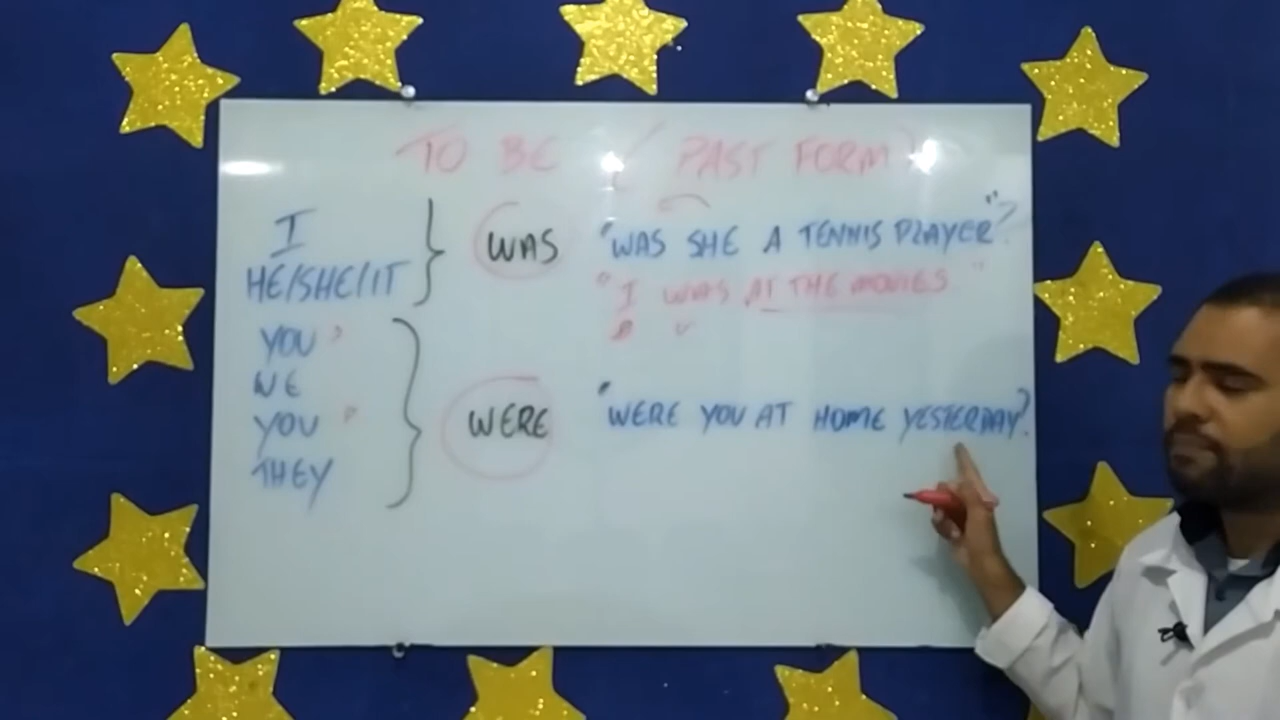 TO BE ( PAST FORM )
I
HE/SHE/IT
WAS
"WAS SHE A TENNIS PLAYER"?
"I WAS AT THE MOVIES"
YOU
WE
YOU
THEY
WERE
"WERE YOU AT HOME YESTERDAY?